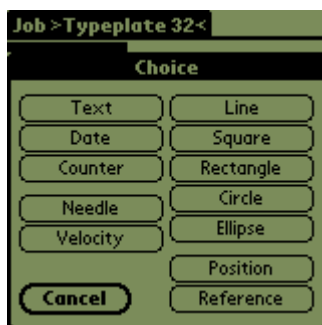 Job >Typeplate 32<
Choice
Text
Line
Date
Square
Counter
Rectangle
Needle
Circle
Velocity
Ellipse
Position
Cancel
Reference